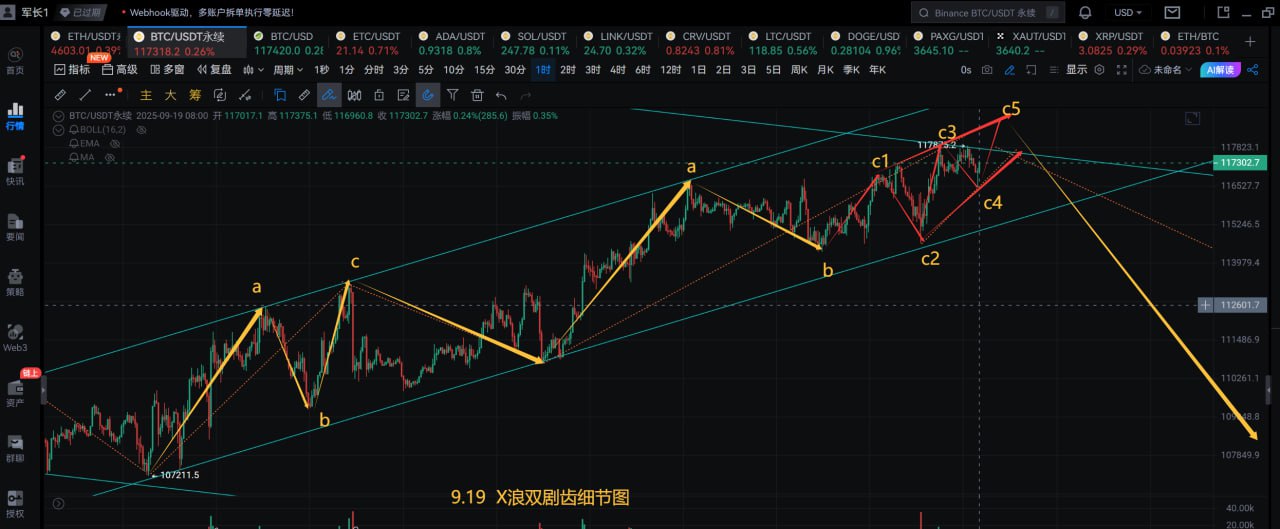 军长1 已过期 • Webhook驱动，多账户拆单执行零延迟！ Binance BTC/USDT 永续 / USD
ETH/USDT永续 BTC/USDT永续 BTC/USD ETC/USDT ADA/USDT SOL/USDT LINK/USDT CRV/USDT LTC/USDT DOGE/USDT PAXG/USDT XAUT/USDT XRP/USDT ETH/BTC
4603.01 0.39% 117318.2 0.26% 117420.0 0.28 21.14 0.71% 0.9318 0.8% 247.78 0.11% 24.70 0.32% 0.8243 0.81% 118.85 0.56% 0.28104 0.96% 3645.10 -- 3640.2 -- 3.0825 0.29% 0.03923 0.1%
NEW
指标 高级 多窗 复盘 周期 1秒 1分 分时 3分 5分 10分 15分 30分 1时 2时 3时 4时 6时 12时 1日 2日 3日 5日 周K 月K 季K 年K 0s 显示 未命名 AI解读
主 大 筹
BTC/USDT永续 2025-09-19 08:00 开 117017.1 高 117375.1 低 116960.8 收 117302.7 涨幅 0.24%(285.6) 振幅 0.35%
BOLL(16,2)
EMA
MA
首页
行情
快讯
要闻
策略
Web3
链上
资产
群聊
授权
c5
c3
117823.1
117302.7
c1
a
116527.7
c4
115246.5
c2
b
113979.4
c
a
112601.7
111486.9
110261.1
b
107849.9
107211.5
9.19 X浪双剧齿细节图
40.00k
20.00k